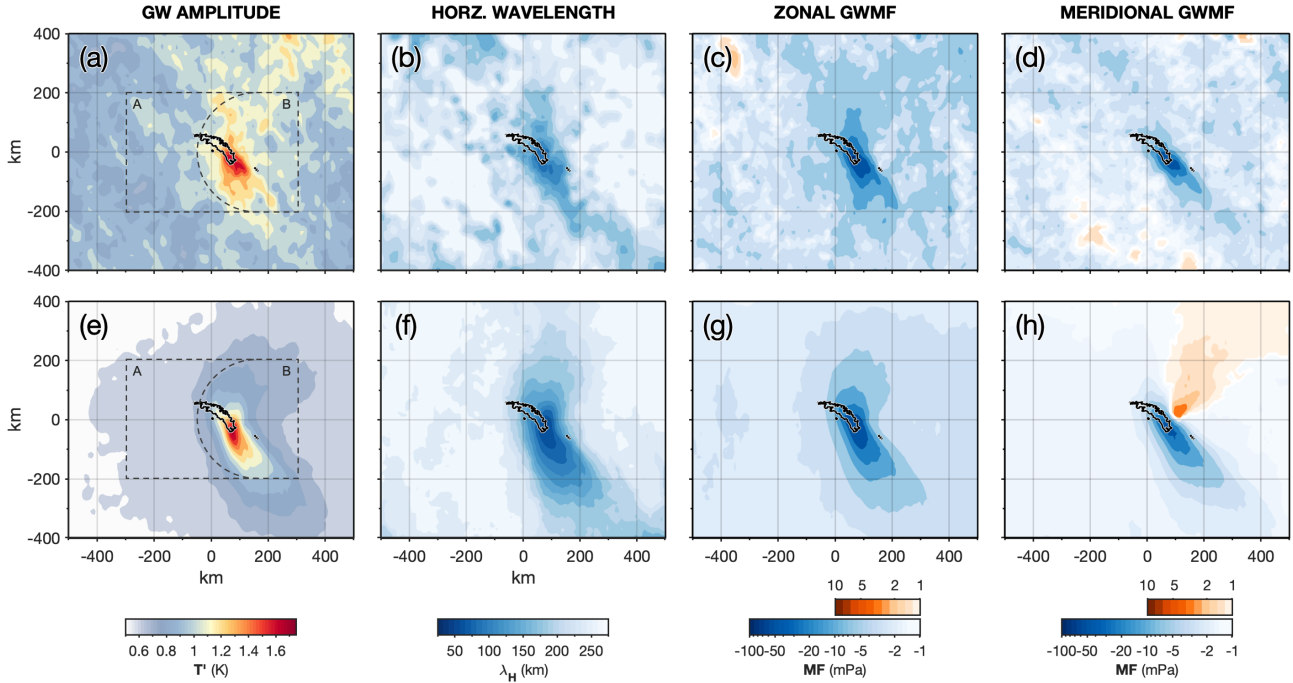 GW AMPLITUDE HORZ. WAVELENGTH ZONAL GWMF MERIDIONAL GWMF
400
200
0
-200
-400
km
(a) (b) (c) (d)
A B
400
200
0
-200
-400
km
(e) (f) (g) (h)
A B
-400 -200 0 200 400 -400 -200 0 200 400 -400 -200 0 200 400 -400 -200 0 200 400
km km
10 5 2 1 10 5 2 1
0.6 0.8 1 1.2 1.4 1.6 50 100 150 200 250 -100 -50 -20 -10 -5 -2 -1 -100 -50 -20 -10 -5 -2 -1
T' (K) λH (km) MF (mPa) MF (mPa)